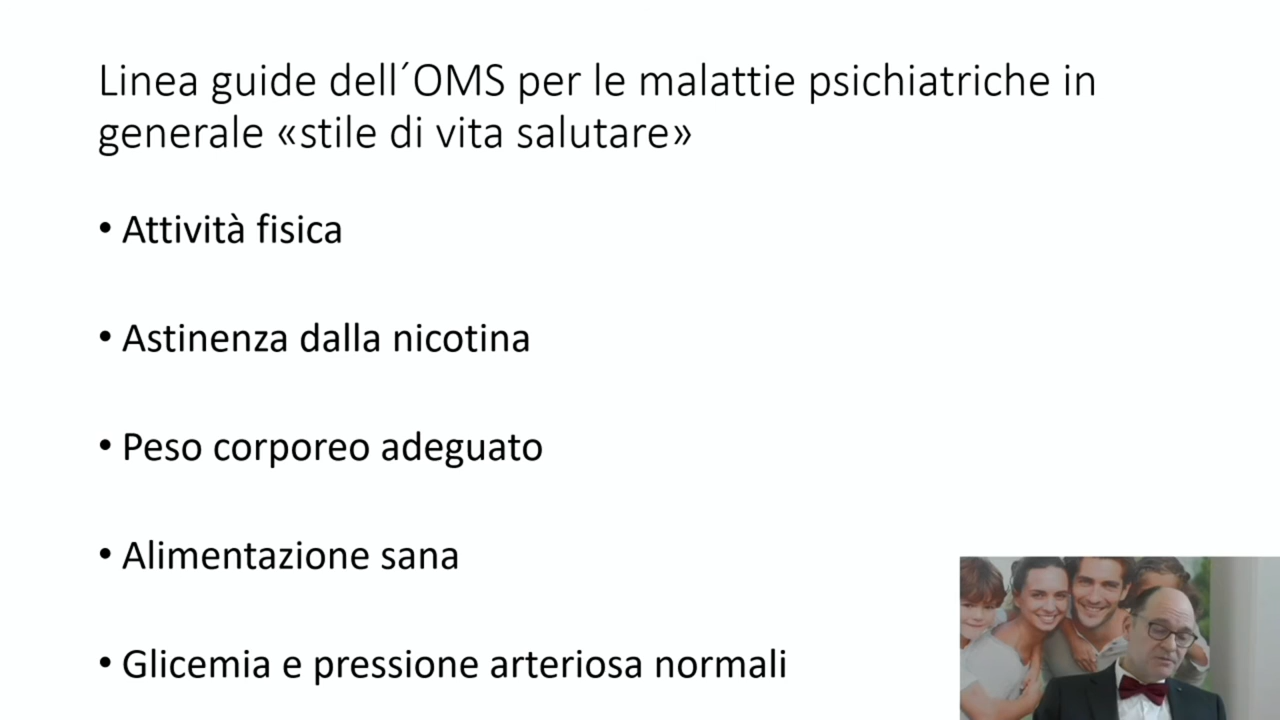 Linea guide dell´OMS per le malattie psichiatriche in
generale «stile di vita salutare»
• Attività fisica
• Astinenza dalla nicotina
• Peso corporeo adeguato
• Alimentazione sana
• Glicemia e pressione arteriosa normali